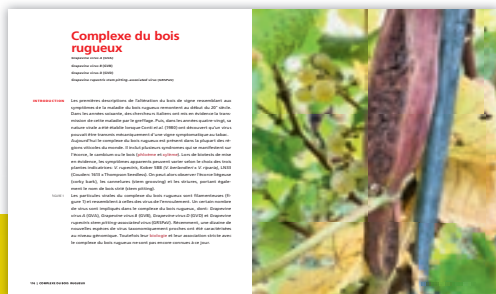 Complexe du bois
rugueux
Grapevine virus A (GVA)
Grapevine virus B (GVB)
Grapevine virus D (GVD)
Grapevine rupestris stem pitting-associated virus (GRSPaV)
INTRODUCTION
Les premières descriptions de l'altération du bois de vigne ressemblant aux
symptômes de la maladie du bois rugueux remontent au début du 20e siècle.
Dans les années soixante, des chercheurs italiens ont mis en évidence la trans-
mission de cette maladie par le greffage. Puis, dans les années quatre-vingt, sa
nature virale a été établie lorsque Conti et al. (1980) ont découvert qu'un virus
pouvait être transmis mécaniquement d'une vigne symptomatique au tabac.
Aujourd'hui le complexe du bois rugueux est présent dans la plupart des ré-
gions viticoles du monde. Il inclut plusieurs syndromes qui se manifestent sur
l'écorce, le cambium ou le bois (phloème et xylème). Lors de biotests de mise
en évidence, les symptômes apparents peuvent varier selon le choix des trois
plantes indicatrices: V. rupestris, Kober 5BB (V. berlandieri x V. riparia), LN33
(Couderc 1613 x Thompson Seedless). On peut alors observer l'écorce liégeuse
(corky bark), les cannelures (stem grooving) et les striures, portant égale-
ment le nom de bois strié (stem pitting).
Les particules virales du complexe du bois rugueux sont filamenteuses (fi-
gure 1) et ressemblent à celles des virus de l'enroulement. Un certain nombre
de virus sont impliqués dans le complexe du bois rugueux, dont: Grapevine
virus A (GVA), Grapevine virus B (GVB), Grapevine virus D (GVD) et Grapevine
rupestris stem pitting-associated virus (GRSPaV). Récemment, une dizaine de
nouvelles espèces de virus taxonomiquement proches ont été caractérisées
au niveau génomique. Toutefois leur biologie et leur association stricte avec
le complexe du bois rugueux ne sont pas encore connues à ce jour.
| COMPLEXE DU BOIS RUGUEUX